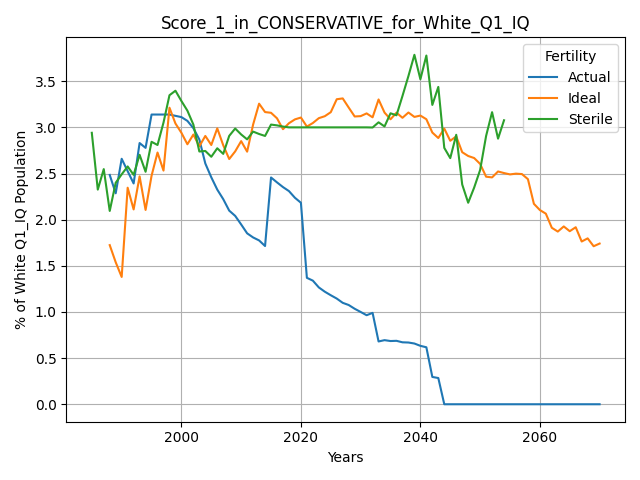 Score_1_in_CONSERVATIVE_for_White_Q1_IQ
Fertility
Actual
Ideal
Sterile
% of White Q1_IQ Population
3.5
3.0
2.5
2.0
1.5
1.0
0.5
0.0
2000 2020 2040 2060
Years